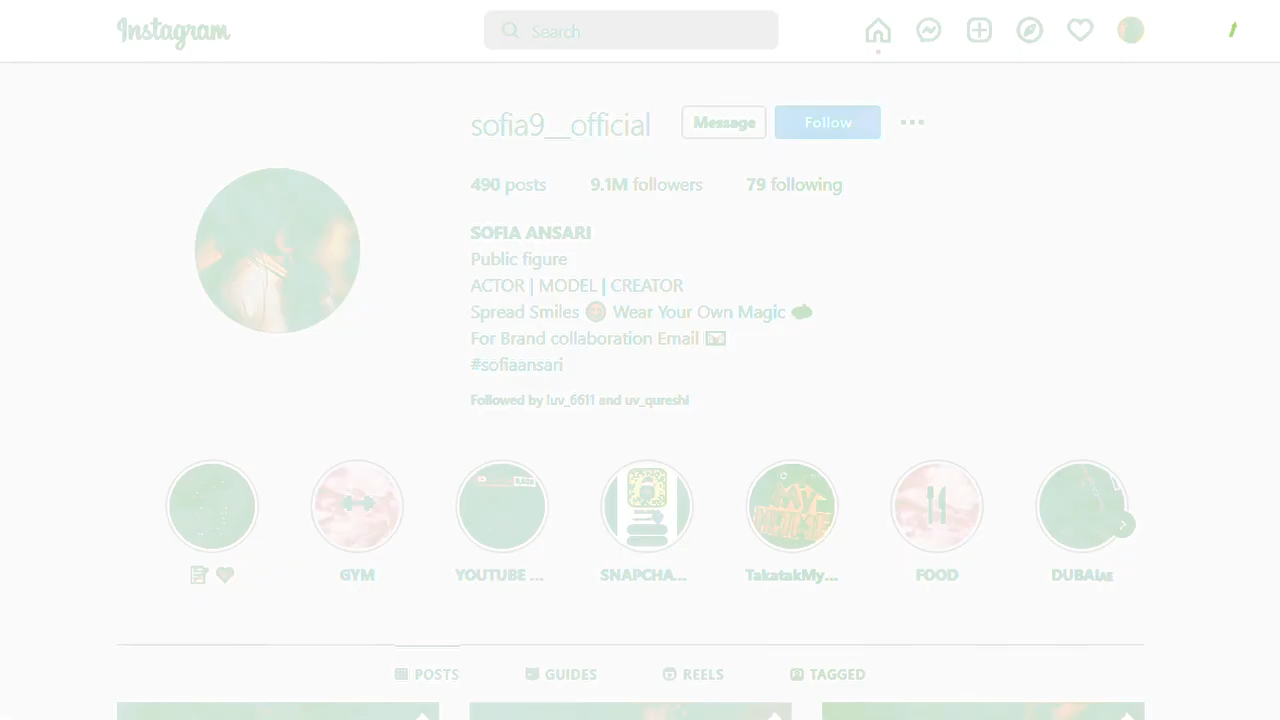 Instagram
Search
sofia9__official Message Follow
490 posts 9.1M followers 79 following
SOFIA ANSARI
Public figure
ACTOR | MODEL | CREATOR
Spread Smiles Wear Your Own Magic
For Brand collaboration Email
#sofiaansari
Followed by luv_6611 and uv_qureshi
GYM YOUTUBE ... SNAPCHA... TakatakMy... FOOD DUBAI🇦🇪
POSTS GUIDES REELS TAGGED